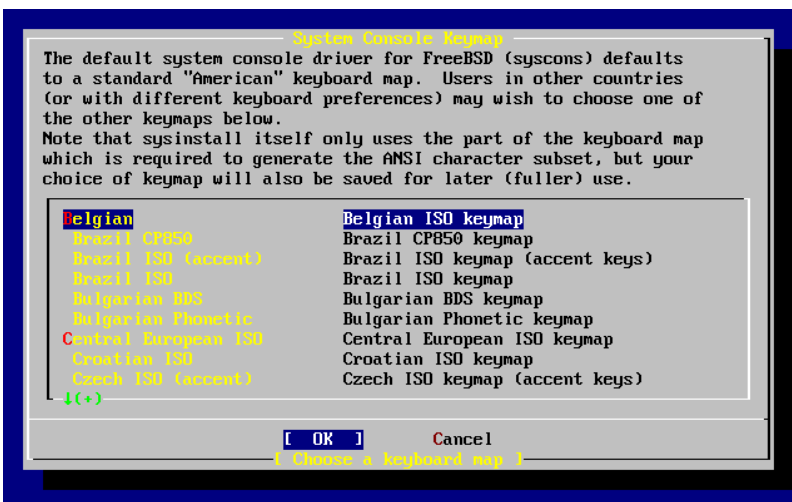 System Console Keymap
The default system console driver for FreeBSD (syscons) defaults
to a standard "American" keyboard map.  Users in other countries
(or with different keyboard preferences) may wish to choose one of
the other keymaps below.
Note that sysinstall itself only uses the part of the keyboard map
which is required to generate the ANSI character subset, but your
choice of keymap will also be saved for later (fuller) use.
Belgian Belgian ISO keymap
Brazil CP850 Brazil CP850 keymap
Brazil ISO (accent) Brazil ISO keymap (accent keys)
Brazil ISO Brazil ISO keymap
Bulgarian BDS Bulgarian BDS keymap
Bulgarian Phonetic Bulgarian Phonetic keymap
Central European ISO Central European ISO keymap
Croatian ISO Croatian ISO keymap
Czech ISO (accent) Czech ISO keymap (accent keys)
↓(+)
[ OK ] Cancel
[ Choose a keyboard map ]